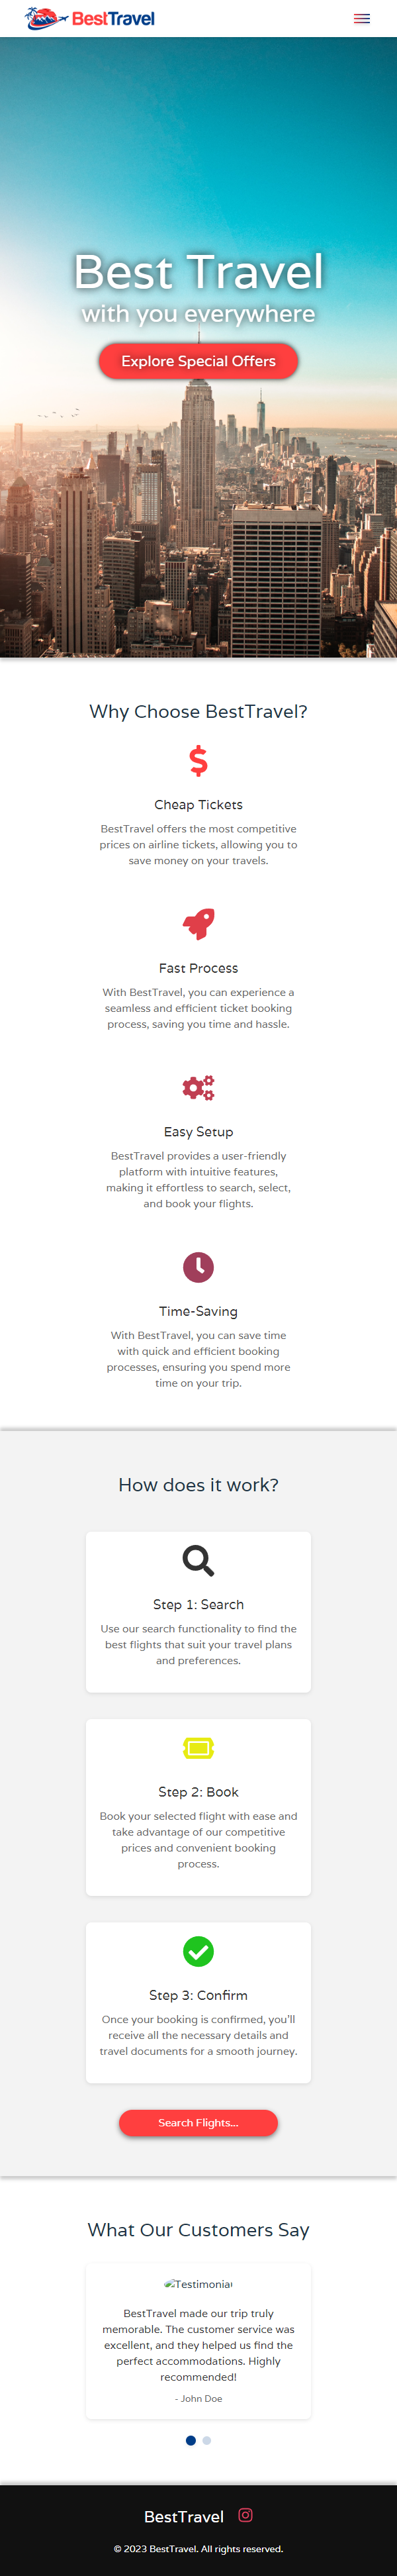 BestTravel
Best Travel
with you everywhere
Explore Special Offers
Why Choose BestTravel?
Cheap Tickets
BestTravel offers the most competitive
prices on airline tickets, allowing you to
save money on your travels.
Fast Process
With BestTravel, you can experience a
seamless and efficient ticket booking
process, saving you time and hassle.
Easy Setup
BestTravel provides a user-friendly
platform with intuitive features,
making it effortless to search, select,
and book your flights.
Time-Saving
With BestTravel, you can save time
with quick and efficient booking
processes, ensuring you spend more
time on your trip.
How does it work?
Step 1: Search
Use our search functionality to find the
best flights that suit your travel plans
and preferences.
Step 2: Book
Book your selected flight with ease and
take advantage of our competitive
prices and convenient booking
process.
Step 3: Confirm
Once your booking is confirmed, you'll
receive all the necessary details and
travel documents for a smooth journey.
Search Flights...
What Our Customers Say
Testimonial
BestTravel made our trip truly
memorable. The customer service was
excellent, and they helped us find the
perfect accommodations. Highly
recommended!
- John Doe
BestTravel
© 2023 BestTravel. All rights reserved.